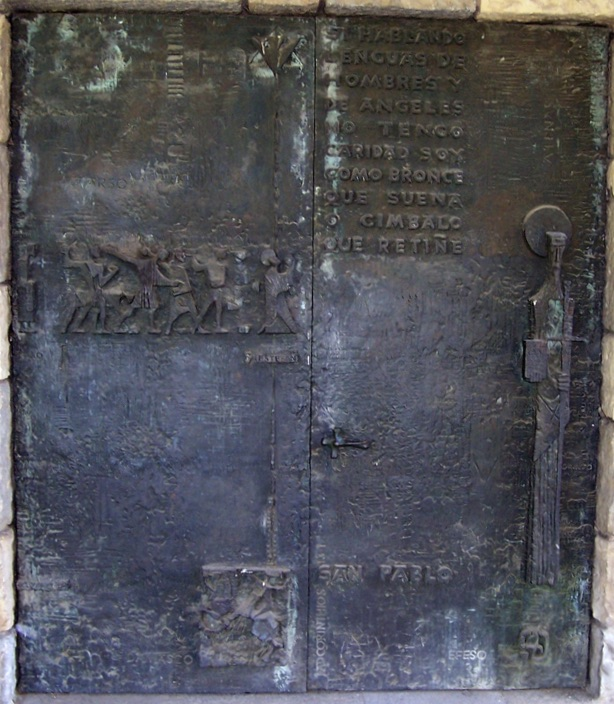 SI HABLANDO
LENGUAS DE
HOMBRES Y
DE ANGELES
NO TENGO
CARIDAD SOY
COMO BRONCE
QUE SUENA
O CIMBALO
QUE RETIÑE
SAN PABLO
EFESO